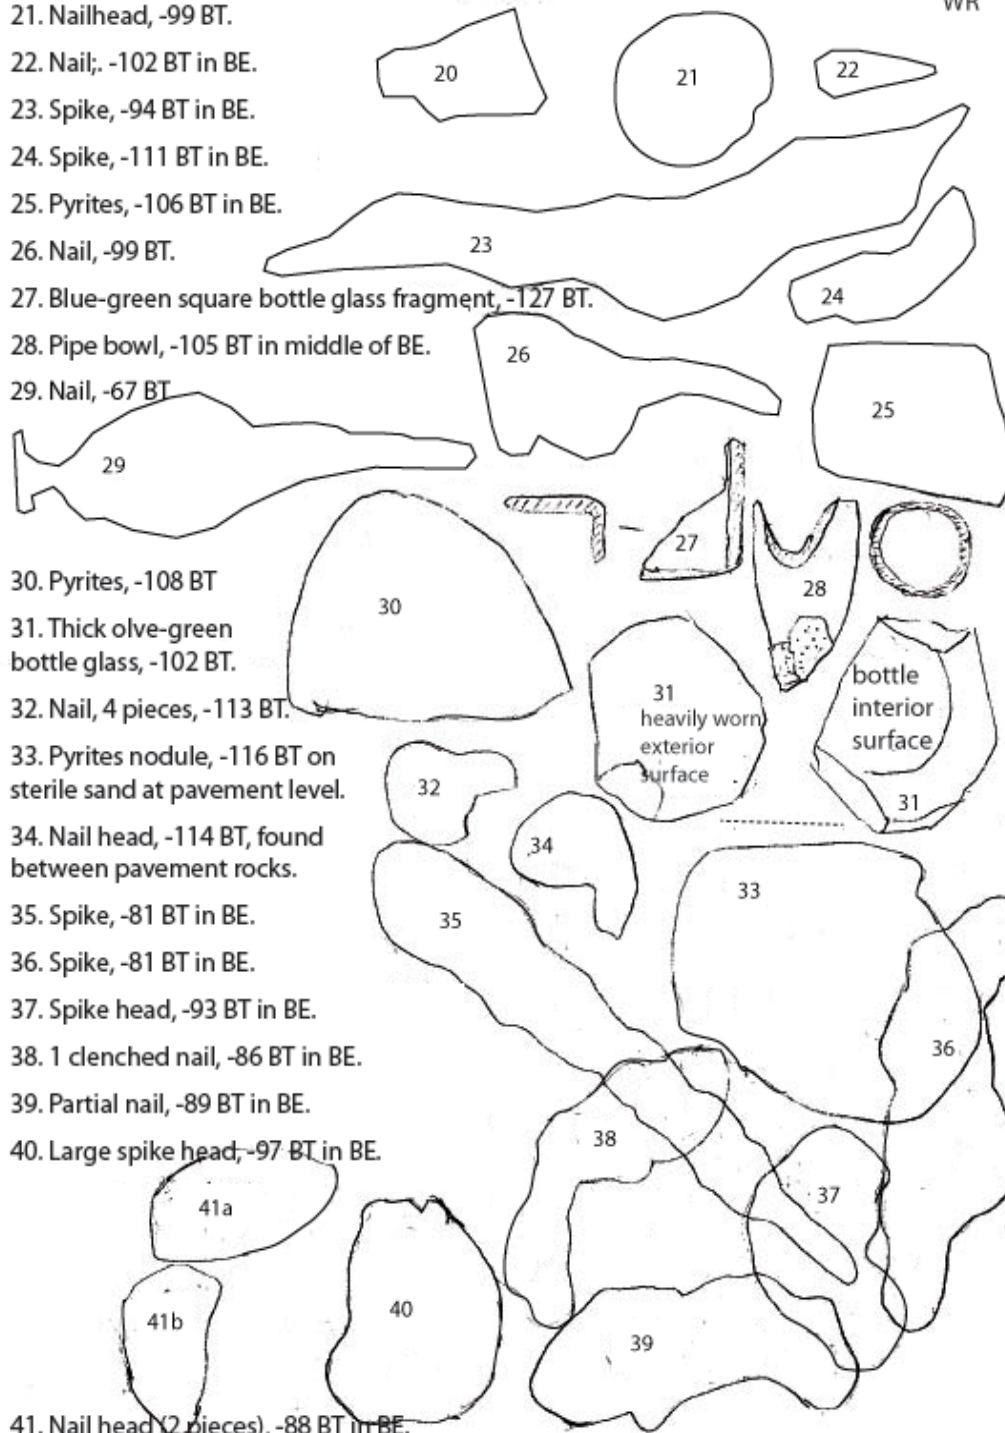 WR
21. Nailhead, -99 BT.
22. Nail;. -102 BT in BE.
23. Spike, -94 BT in BE.
24. Spike, -111 BT in BE.
25. Pyrites, -106 BT in BE.
26. Nail, -99 BT.
27. Blue-green square bottle glass fragment, -127 BT.
28. Pipe bowl, -105 BT in middle of BE.
29. Nail, -67 BT
20
21
22
23
24
26
25
29
27
28
30. Pyrites, -108 BT
31. Thick olve-green
bottle glass, -102 BT.
32. Nail, 4 pieces, -113 BT.
33. Pyrites nodule, -116 BT on
sterile sand at pavement level.
34. Nail head, -114 BT, found
between pavement rocks.
35. Spike, -81 BT in BE.
36. Spike, -81 BT in BE.
37. Spike head, -93 BT in BE.
38. 1 clenched nail, -86 BT in BE.
39. Partial nail, -89 BT in BE.
40. Large spike head, -97 BT in BE.
30
31
heavily worn
exterior
surface
bottle
interior
surface
31
32
34
33
35
36
38
37
41a
41b
40
39
41. Nail head (2 pieces), -88 BT in BE.